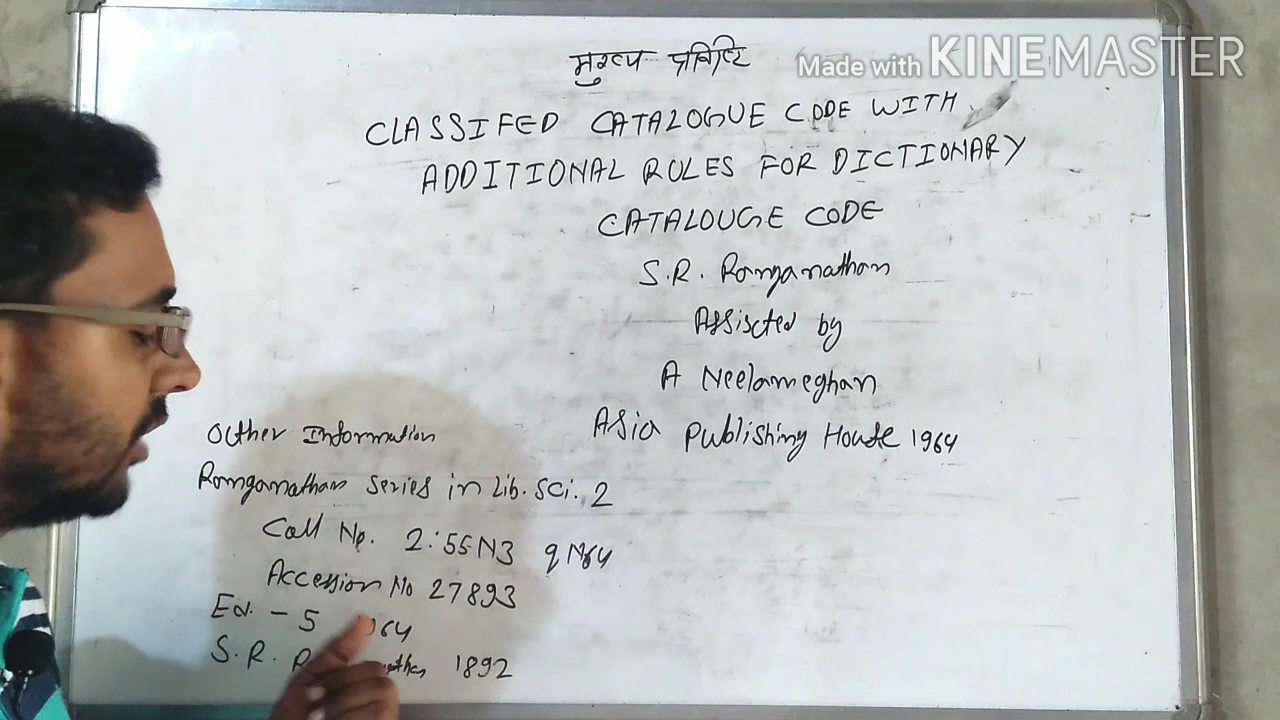 मुख्य प्रविष्टि
Made with KINEMASTER
CLASSIFED CATALOGUE CODE WITH
ADDITIONAL RULES FOR DICTIONARY
CATALOUGE CODE
S.R. Ranganathan
Assiscted by
A Neelameghan
Asia Publishing House 1964
Other Information
Ranganathan series in Lib. Sci. 2
Call No. 2:55N3 qN64
Accession No 27893
Ed. - 5
S. R. 1892